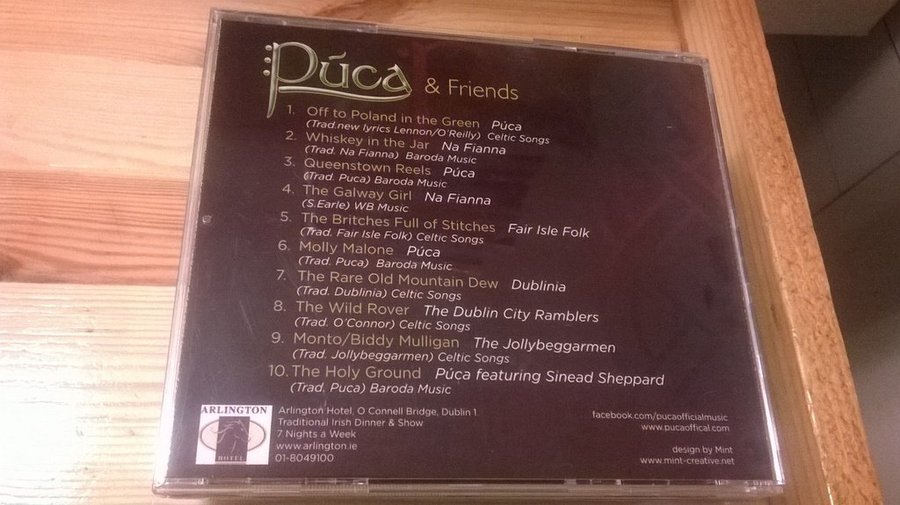 Púca & Friends
1. Off to Poland in the Green Púca
(Trad.new lyrics Lennon/O'Reilly) Celtic Songs
2. Whiskey in the Jar Na Fianna
(Trad. Na Fianna) Baroda Music
3. Queenstown Reels Púca
(Trad. Puca) Baroda Music
4. The Galway Girl Na Fianna
(S.Earle) WB Music
5. The Britches Full of Stitches Fair Isle Folk
(Trad. Fair Isle Folk) Celtic Songs
6. Molly Malone Púca
(Trad. Puca) Baroda Music
7. The Rare Old Mountain Dew Dublinia
(Trad. Dublinia) Celtic Songs
8. The Wild Rover The Dublin City Ramblers
(Trad. O'Connor) Celtic Songs
9. Monto/Biddy Mulligan The Jollybeggarmen
(Trad. Jollybeggarmen) Celtic Songs
10. The Holy Ground Púca featuring Sinead Sheppard
(Trad. Puca) Baroda Music
ARLINGTON
HOTEL
Arlington Hotel, O Connell Bridge, Dublin 1
Traditional Irish Dinner & Show
7 Nights a Week
www.arlington.ie
01-8049100
facebook.com/pucaofficialmusic
www.pucaoffical.com
design by Mint
www.mint-creative.net